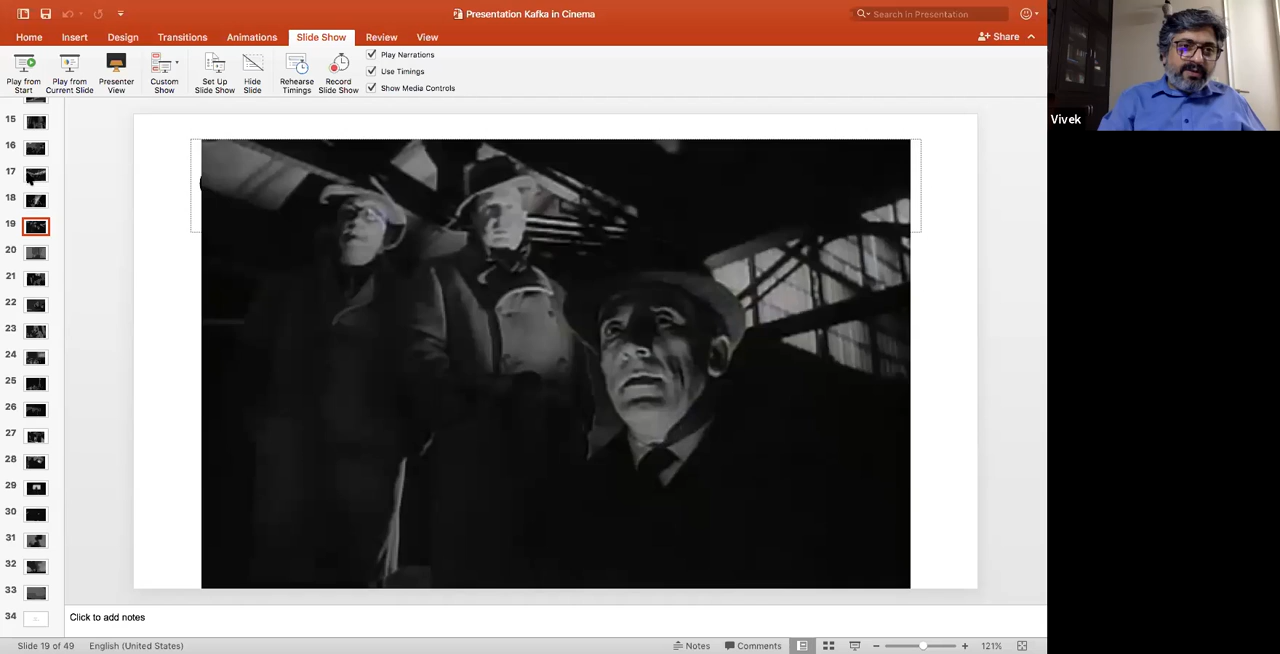 Presentation Kafka in Cinema
Search in Presentation
Home Insert Design Transitions Animations Slide Show Review View
Share
Play from Start
Play from Current Slide
Presenter View
Custom Show
Set Up Slide Show
Hide Slide
Rehearse Timings
Record Slide Show
Play Narrations
Use Timings
Show Media Controls
Vivek
15
16
17
18
19
20
21
22
23
24
25
26
27
28
29
30
31
32
33
34
Click to add notes
Slide 19 of 49 English (United States) Notes Comments 121%